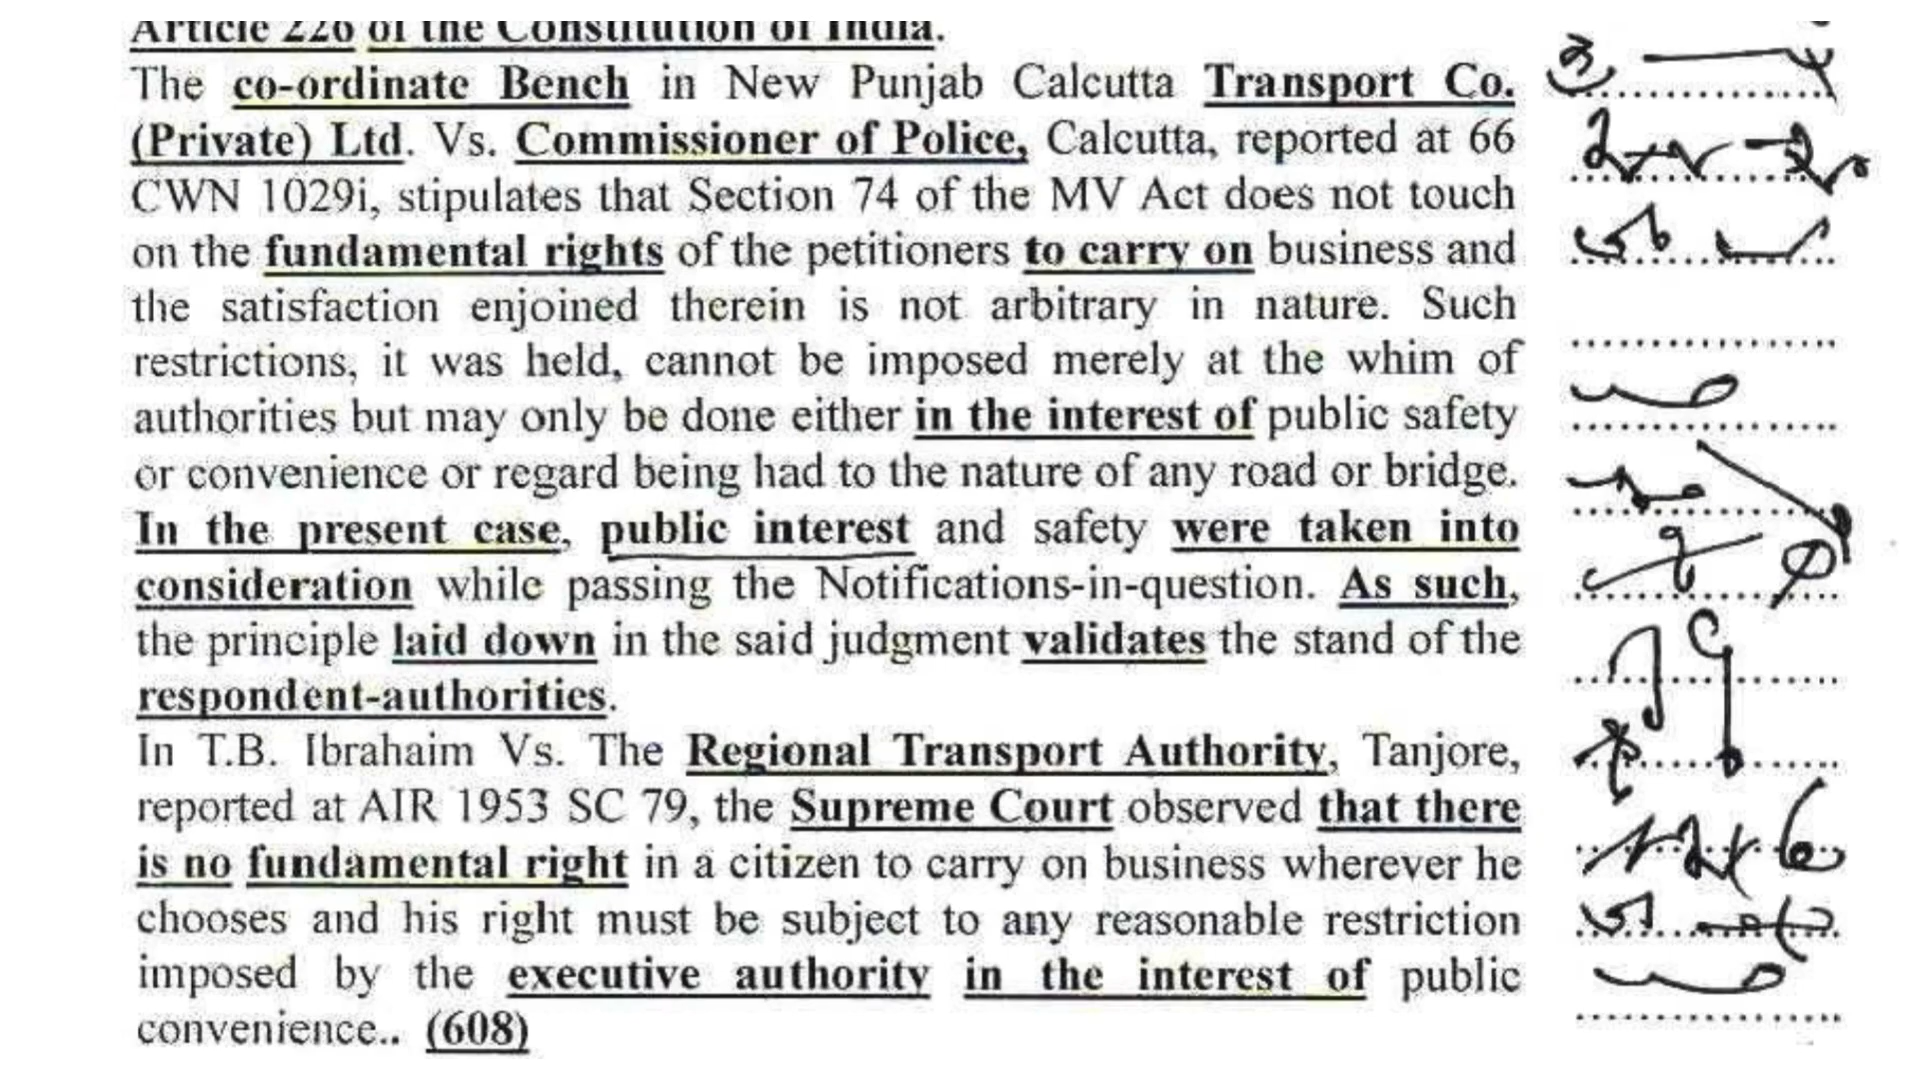 Article 226 of the Constitution of India.
The co-ordinate Bench in New Punjab Calcutta Transport Co.
(Private) Ltd. Vs. Commissioner of Police, Calcutta, reported at 66
CWN 1029i, stipulates that Section 74 of the MV Act does not touch
on the fundamental rights of the petitioners to carry on business and
the satisfaction enjoined therein is not arbitrary in nature. Such
restrictions, it was held, cannot be imposed merely at the whim of
authorities but may only be done either in the interest of public safety
or convenience or regard being had to the nature of any road or bridge.
In the present case, public interest and safety were taken into
consideration while passing the Notifications-in-question. As such,
the principle laid down in the said judgment validates the stand of the
respondent-authorities.
In T.B. Ibrahaim Vs. The Regional Transport Authority, Tanjore,
reported at AIR 1953 SC 79, the Supreme Court observed that there
is no fundamental right in a citizen to carry on business wherever he
chooses and his right must be subject to any reasonable restriction
imposed by the executive authority in the interest of public
convenience.. (608)